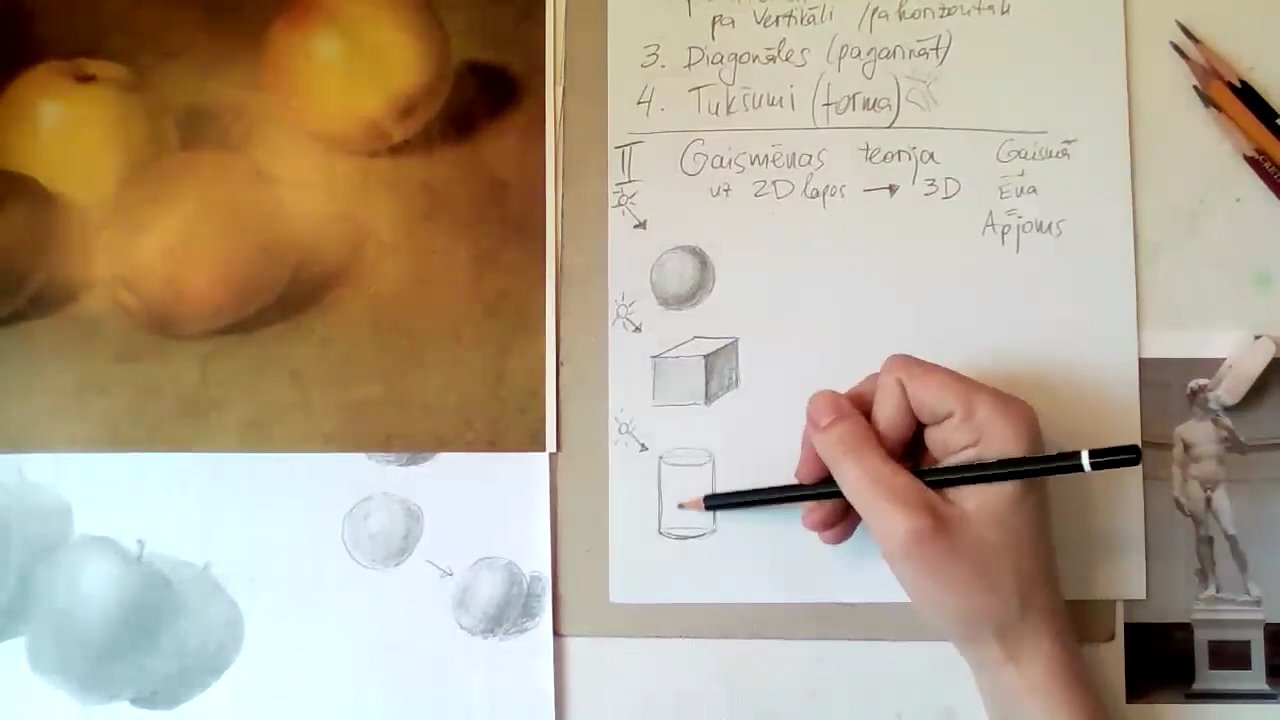 pa vertikāli / pa horizontāli
3. Diagonāles (pagarināt)
4. Tukšumi (forma)
II Gaismēnas teorija
uz 2D lapas → 3D
Gaisma
+
Ēna
=
Apjoms